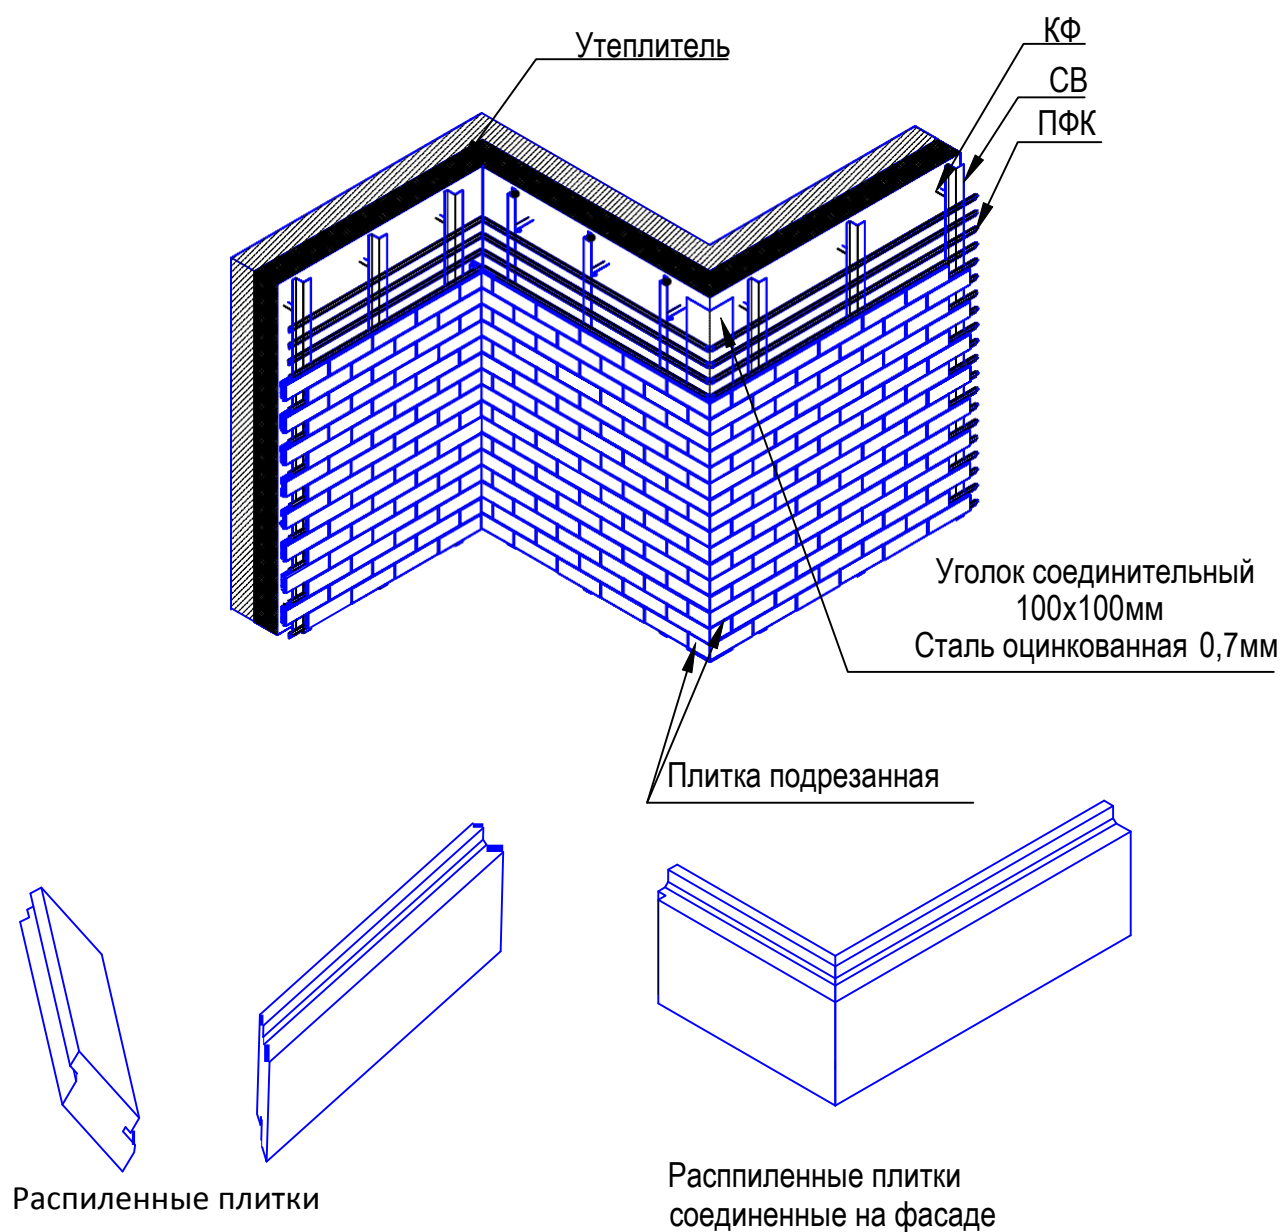 Утеплитель
КФ
СВ
ПФК
Уголок соединительный
100х100мм
Сталь оцинкованная 0,7мм
Плитка подрезанная
Распиленные плитки
Расппиленные плитки
соединенные на фасаде